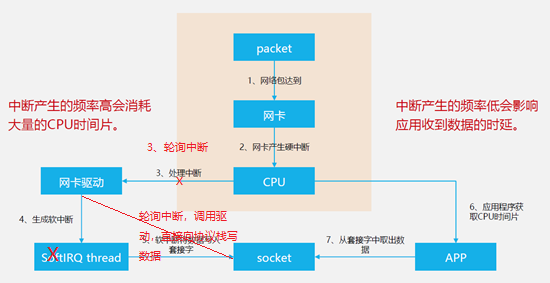 packet
1、网络包达到
中断产生的频率高会消耗
大量的CPU时间片。
中断产生的频率低会影响
应用收到数据的时延。
网卡
2、网卡产生硬中断
3、轮询中断
3、处理中断
X
网卡驱动
CPU
4、生成软中断
轮询中断，调用驱
动，直接向协议栈写
数据
6、应用程序获
取CPU时间片
套接字
7、从套接字中取出数
据
X
SoftIRQ thread
socket
APP